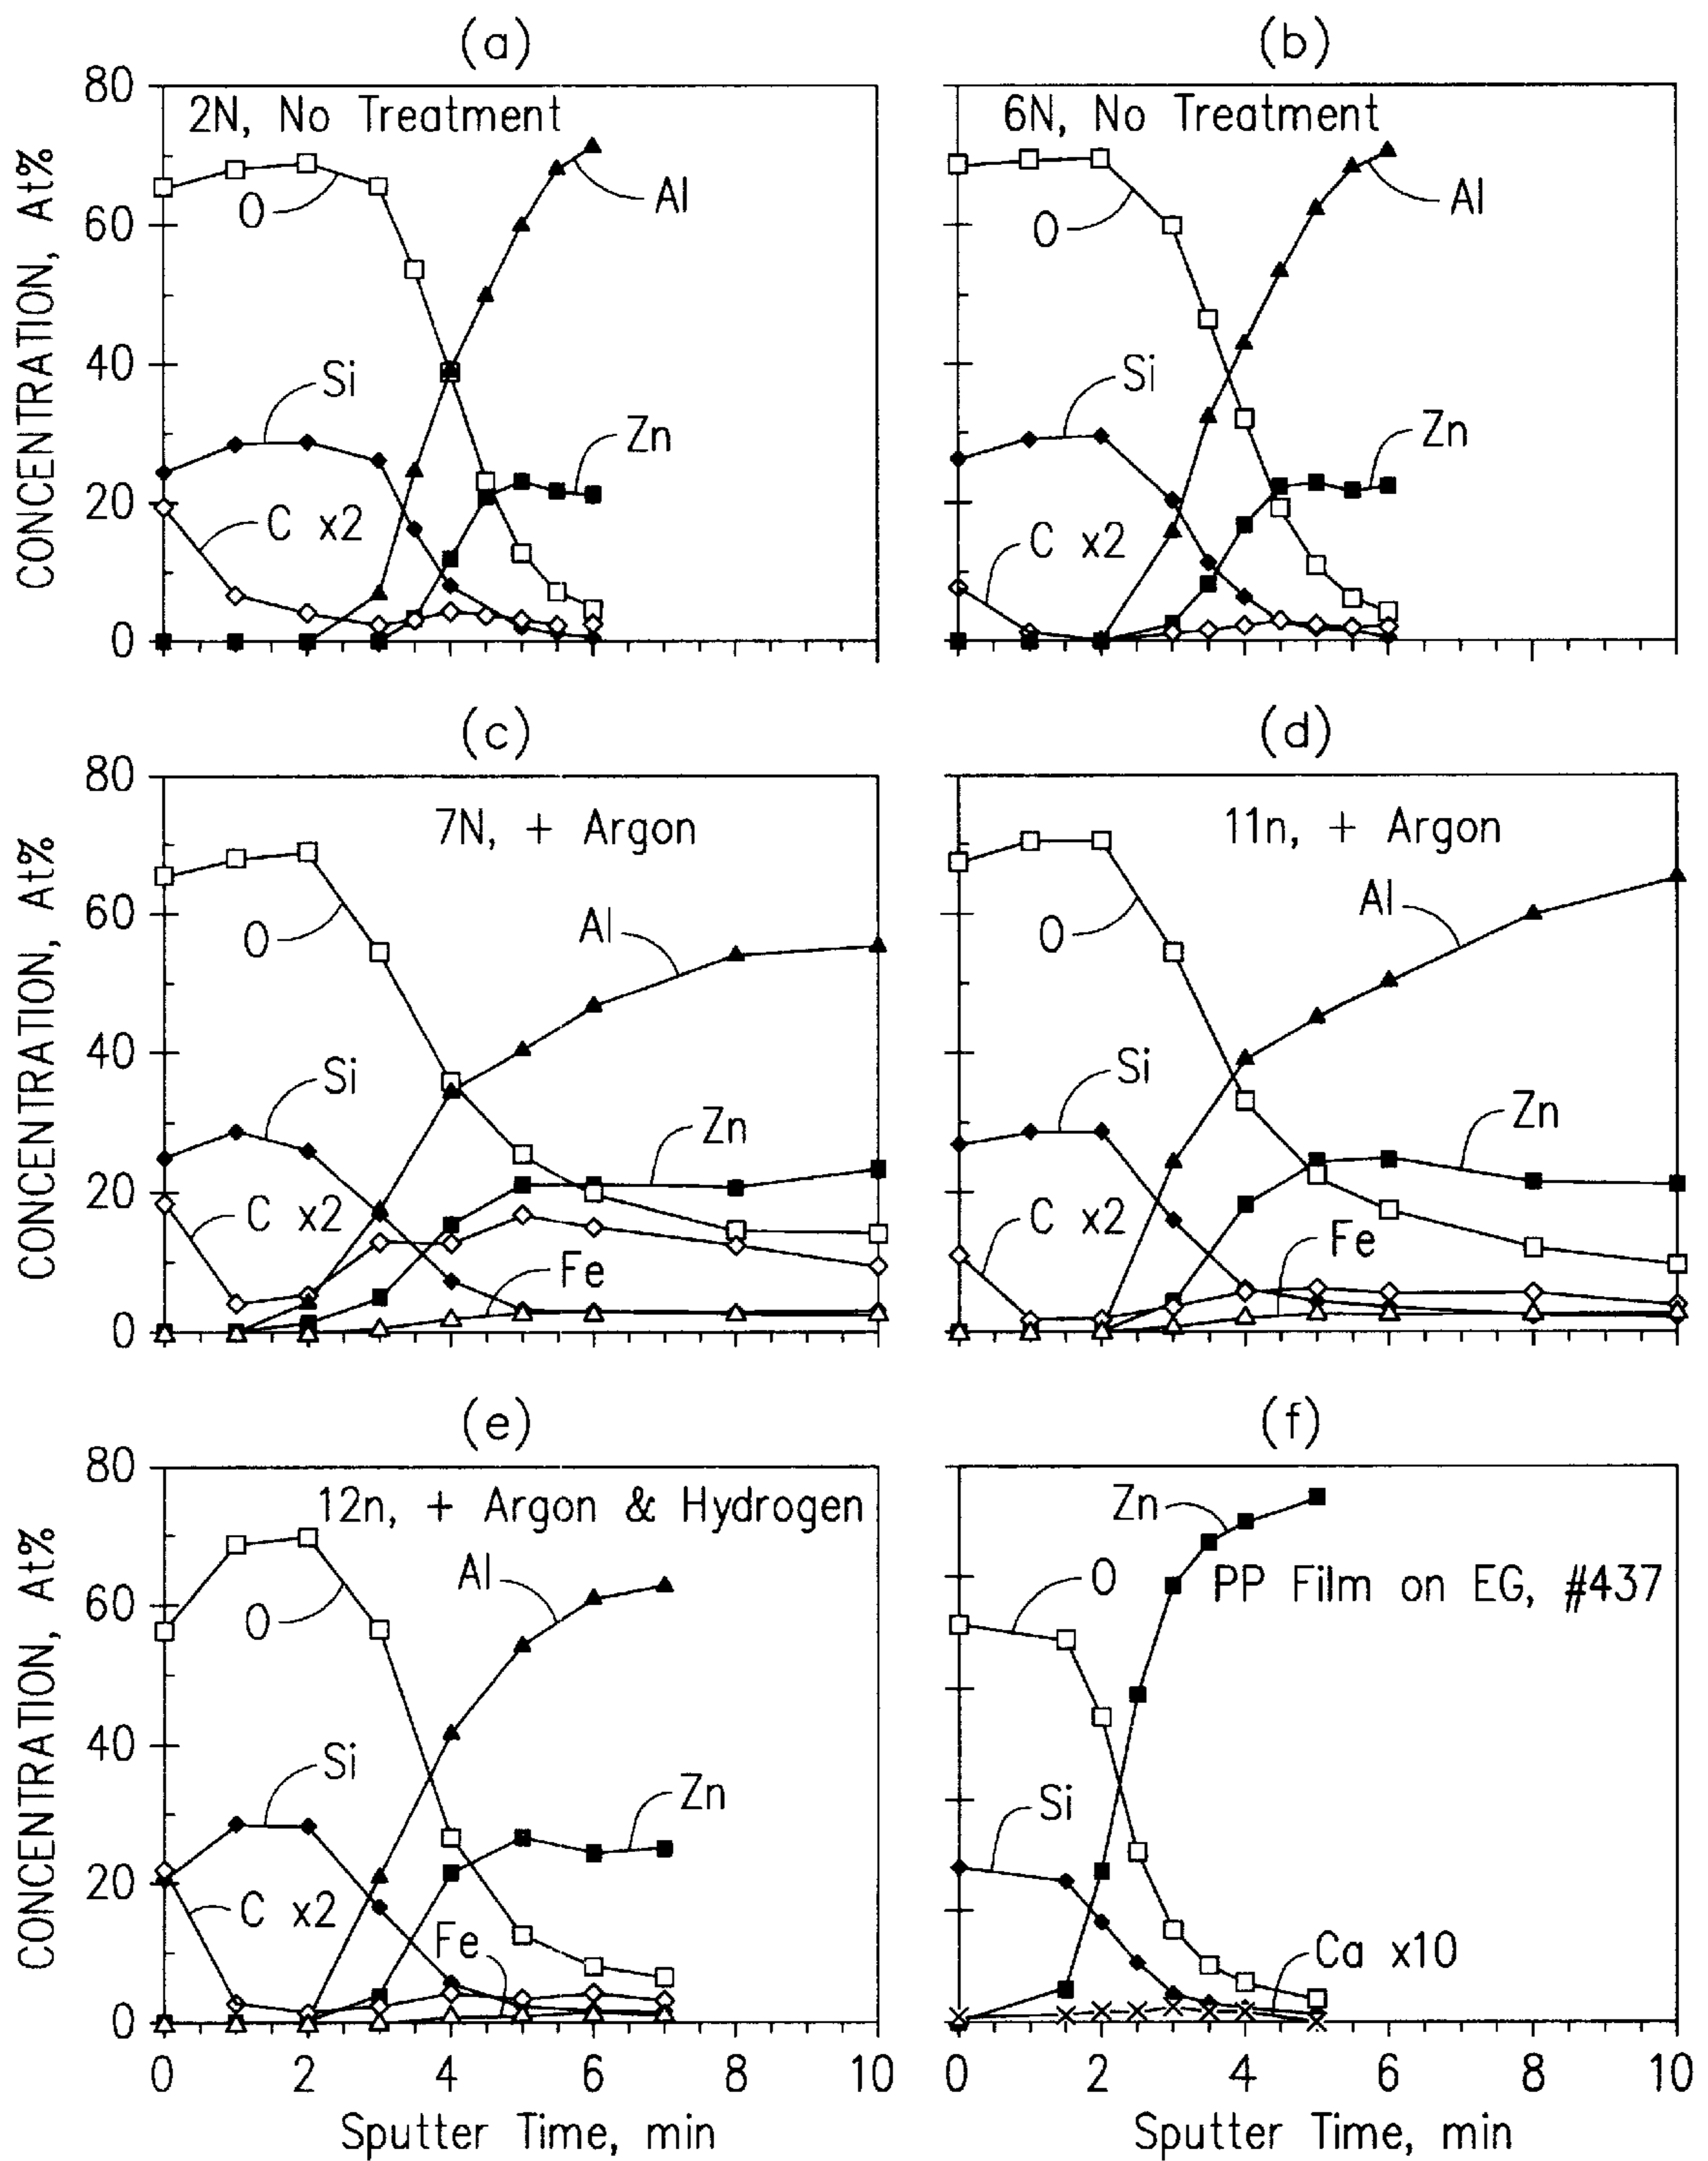 (a)
(b)
CONCENTRATION, At%
80
60
40
20
0
2N, No Treatment
O
Al
Si
Zn
C x2
6N, No Treatment
O
Al
Si
Zn
C x2
(c)
(d)
CONCENTRATION, At%
80
60
40
20
0
7N, + Argon
O
Al
Si
Zn
C x2
Fe
11n, + Argon
Al
O
Si
Zn
C x2
Fe
(e)
(f)
CONCENTRATION, At%
80
60
40
20
0
12n, + Argon & Hydrogen
Al
O
Si
Zn
C x2
Fe
0 2 4 6 8 10
Sputter Time, min
Zn
O
PP Film on EG, #437
Si
Ca x10
0 2 4 6 8 10
Sputter Time, min